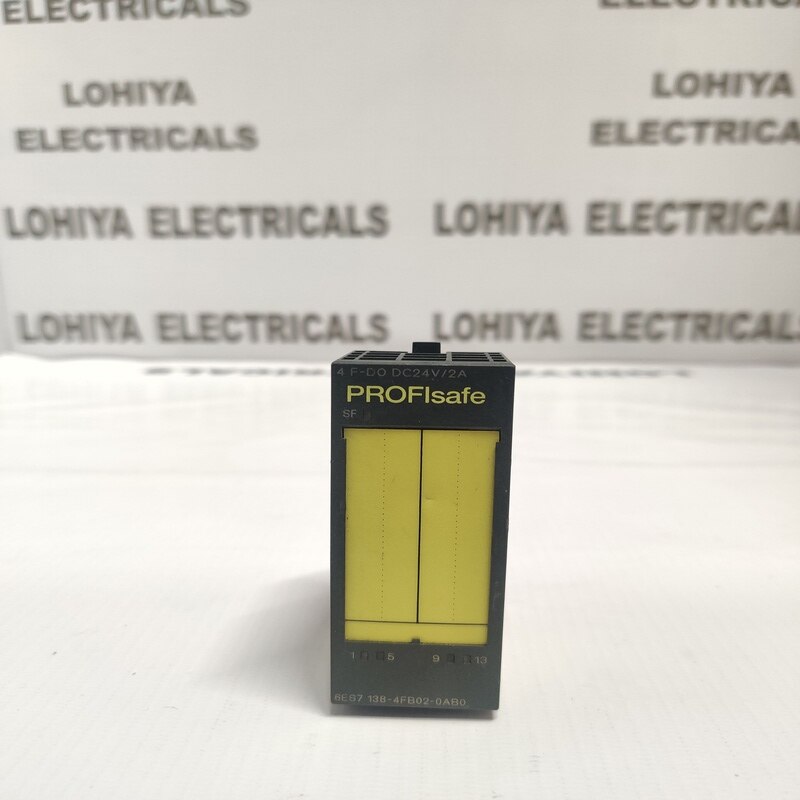 ELECTRICALS
LOHIYA
ELECTRICALS
LOHIYA
ELECTRICA
LOHIYA ELECTRICALS
LOHIYA ELECTRICAL
LOHIYA ELECTRICALS
LOHIYA ELECTRICALS
4 F-DO DC24V/2A
PROFIsafe
SF
1 5 9 13
6ES7 138-4FB02-0AB0